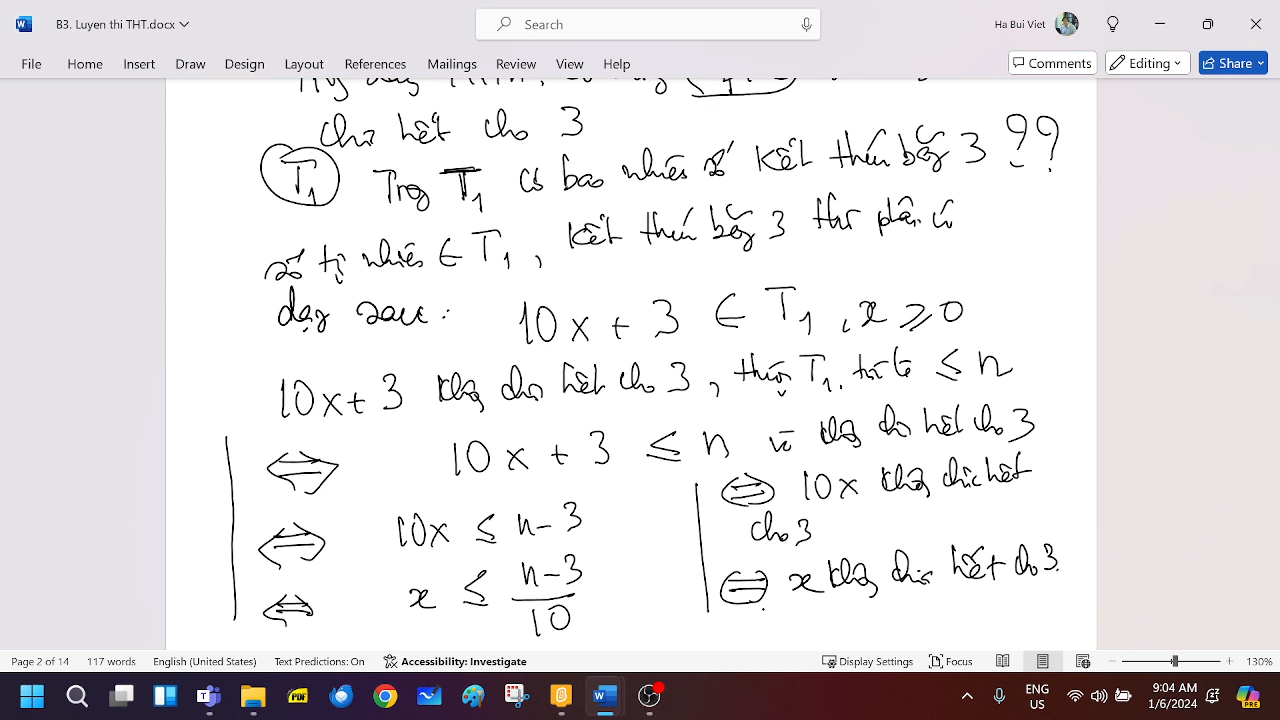 B3. Luyen thi THT.docx
Search
Ha Bui Viet
File Home Insert Draw Design Layout References Mailings Review View Help
Comments Editing Share
chia hết cho 3
T₁ Trong T₁ có bao nhiêu số kết thúc bằng 3 ??
số tự nhiên ∈ T₁, kết thúc bằng 3 thì phải có
dạng sau: 10x + 3 ∈ T₁, x ⩾ 0
10x + 3 không chia hết cho 3, thuộc T₁, tức là ≤ n
⇔ 10x + 3 ≤ n và không chia hết cho 3
⇔ 10x không chia hết
cho 3
⇔ 10x ≤ n - 3
⇔ x không chia hết cho 3.
⇔ x ≤ (n-3)/10
Page 2 of 14 117 words English (United States) Text Predictions: On Accessibility: Investigate Display Settings Focus 130%
ENG
US
9:04 AM
1/6/2024